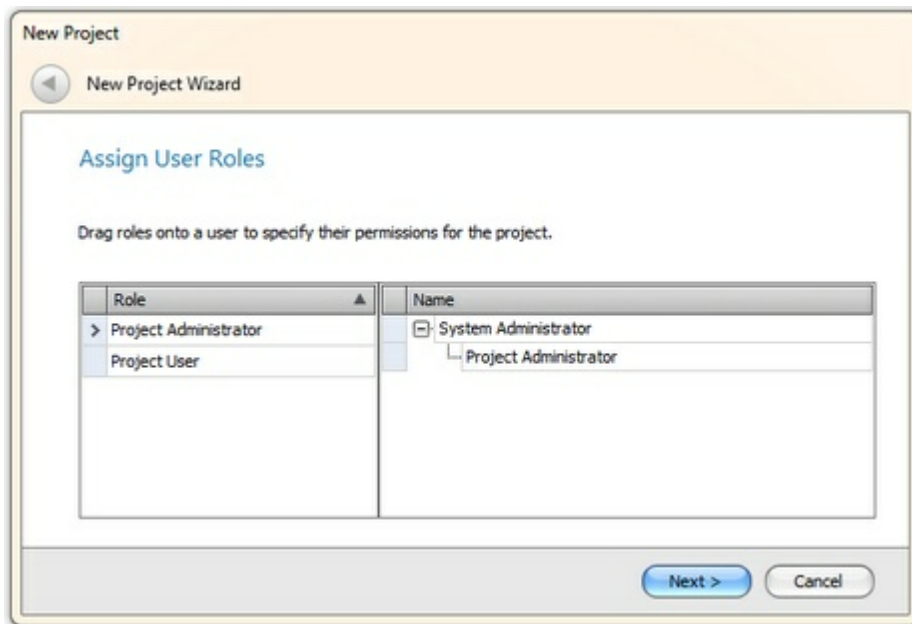 New Project
New Project Wizard
Assign User Roles
Drag roles onto a user to specify their permissions for the project.
Role Name
Project Administrator System Administrator
Project User Project Administrator
Next > Cancel